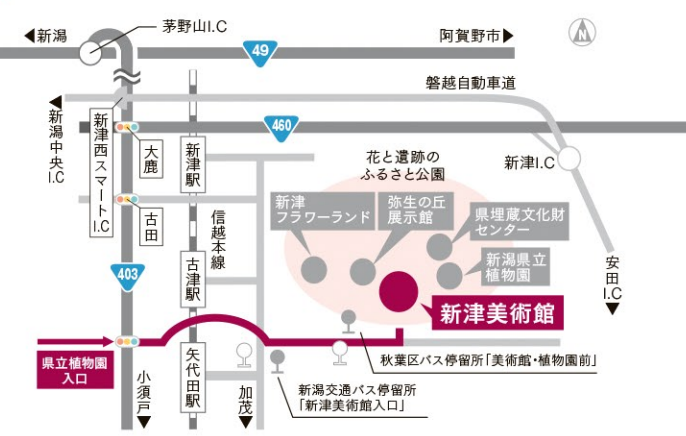 ◀新潟
茅野山I.C
阿賀野市▶
N
49
磐越自動車道
◀新潟中央I.C
新津西スマートI.C
460
大鹿
新津駅
花と遺跡の
ふるさと公園
新津I.C
新津
フラワーランド
弥生の丘
展示館
県埋蔵文化財
センター
古田
信越本線
新潟県立
植物園
403
古津駅
安田I.C▼
新津美術館
県立植物園
入口
矢代田駅
秋葉区バス停留所「美術館・植物園前」
小須戸▼
加茂▼
新潟交通バス停留所
「新津美術館入口」